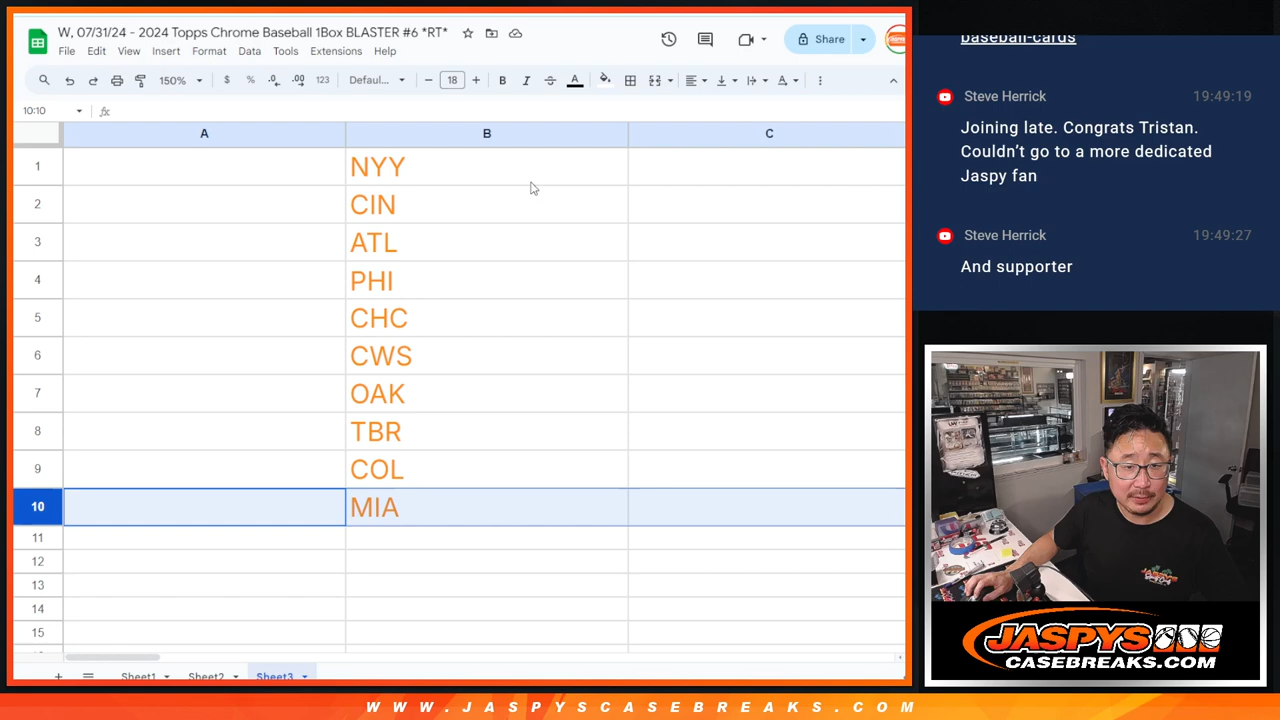 W, 07/31/24 - 2024 Topps Chrome Baseball 1Box BLASTER #6 *RT*
File Edit View Insert Format Data Tools Extensions Help
Share
150% $ % .0 .00 123 Defaul... 18 B I A
10:10 fx
A B C
1 NYY
2 CIN
3 ATL
4 PHI
5 CHC
6 CWS
7 OAK
8 TBR
9 COL
10 MIA
11
12
13
14
15
Sheet1 Sheet2 Sheet3
baseball-cards
Steve Herrick 19:49:19
Joining late. Congrats Tristan.
Couldn't go to a more dedicated
Jaspy fan
Steve Herrick 19:49:27
And supporter
JASPYS
CASEBREAKS.COM
WWW.JASPYSCASEBREAKS.COM